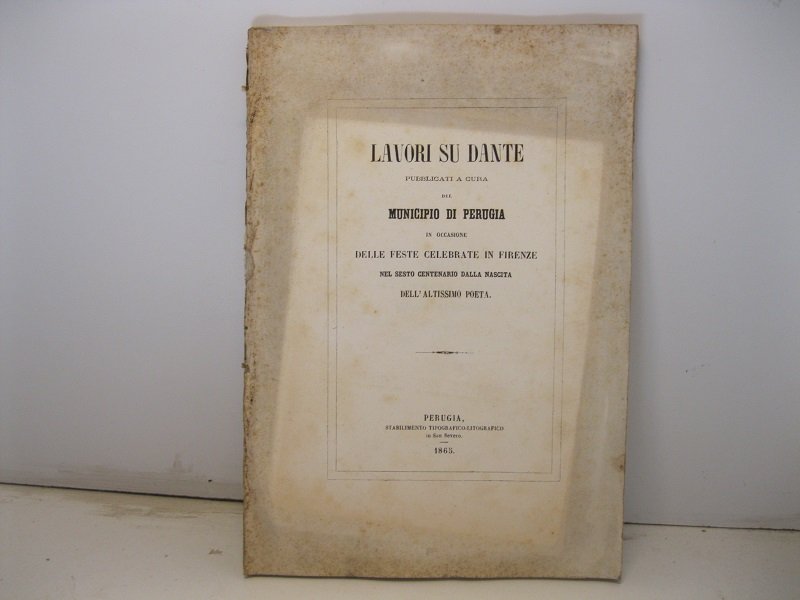 LAVORI SU DANTE
PUBBLICATI A CURA
DEL
MUNICIPIO DI PERUGIA
IN OCCASIONE
DELLE FESTE CELEBRATE IN FIRENZE
NEL SESTO CENTENARIO DALLA NASCITA
DELL'ALTISSIMO POETA.
PERUGIA,
STABILIMENTO TIPOGRAFICO-LITOGRAFICO
in San Severo.
1865.